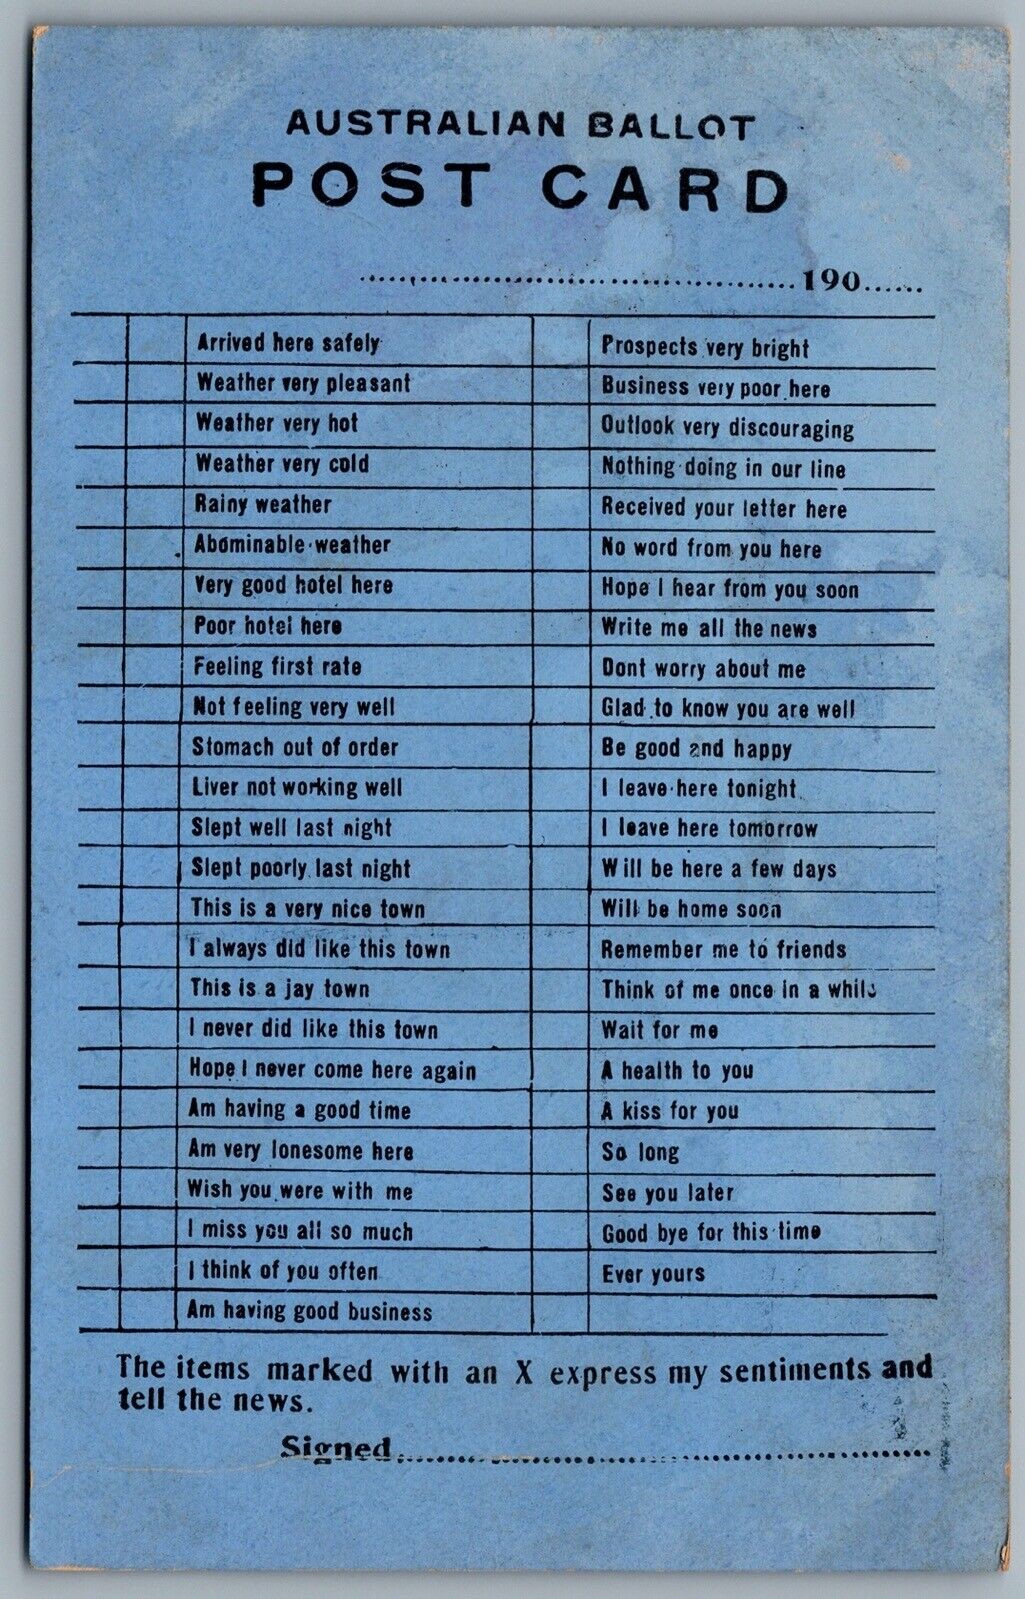 AUSTRALIAN BALLOT
POST CARD
190
Arrived here safely
Weather very pleasant
Weather very hot
Weather very cold
Rainy weather
Abominable weather
Very good hotel here
Poor hotel here
Feeling first rate
Not feeling very well
Stomach out of order
Liver not working well
Slept well last night
Slept poorly last night
This is a very nice town
I always did like this town
This is a jay town
I never did like this town
Hope I never come here again
Am having a good time
Am very lonesome here
Wish you were with me
I miss you all so much
I think of you often
Am having good business
Prospects very bright
Business very poor here
Outlook very discouraging
Nothing doing in our line
Received your letter here
No word from you here
Hope I hear from you soon
Write me all the news
Dont worry about me
Glad to know you are well
Be good and happy
I leave here tonight
I leave here tomorrow
Will be here a few days
Will be home soon
Remember me to friends
Think of me once in a while
Wait for me
A health to you
A kiss for you
So long
See you later
Good bye for this time
Ever yours
The items marked with an X express my sentiments and
tell the news.
Signed